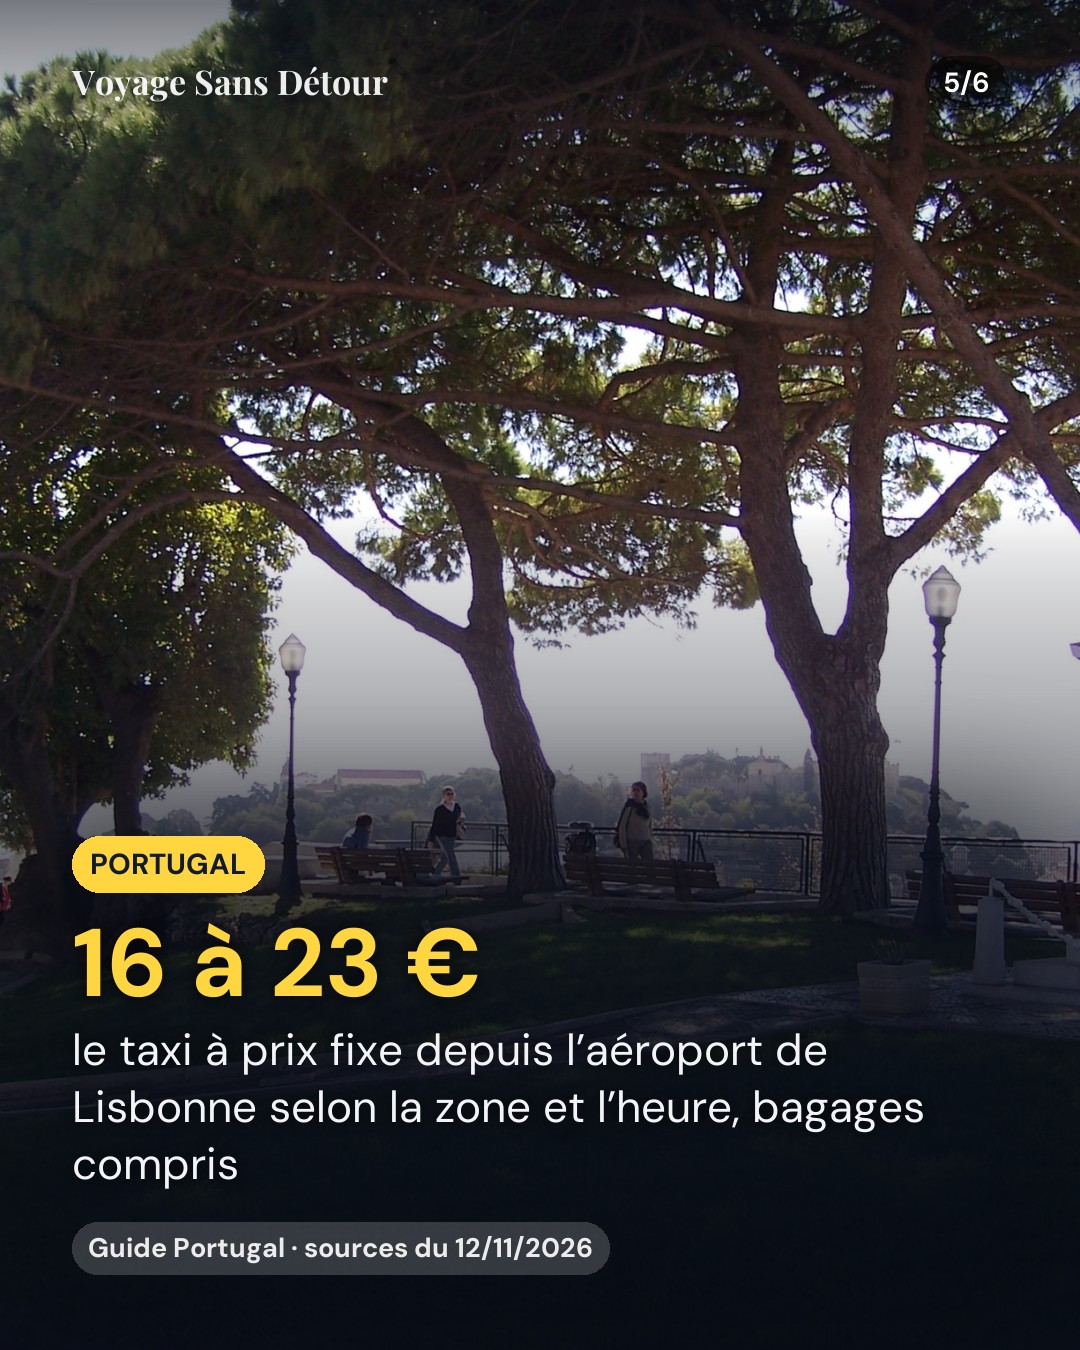 Voyage Sans Détour
5/6
PORTUGAL
16 à 23 €
le taxi à prix fixe depuis l’aéroport de
Lisbonne selon la zone et l’heure, bagages
compris
Guide Portugal · sources du 12/11/2026